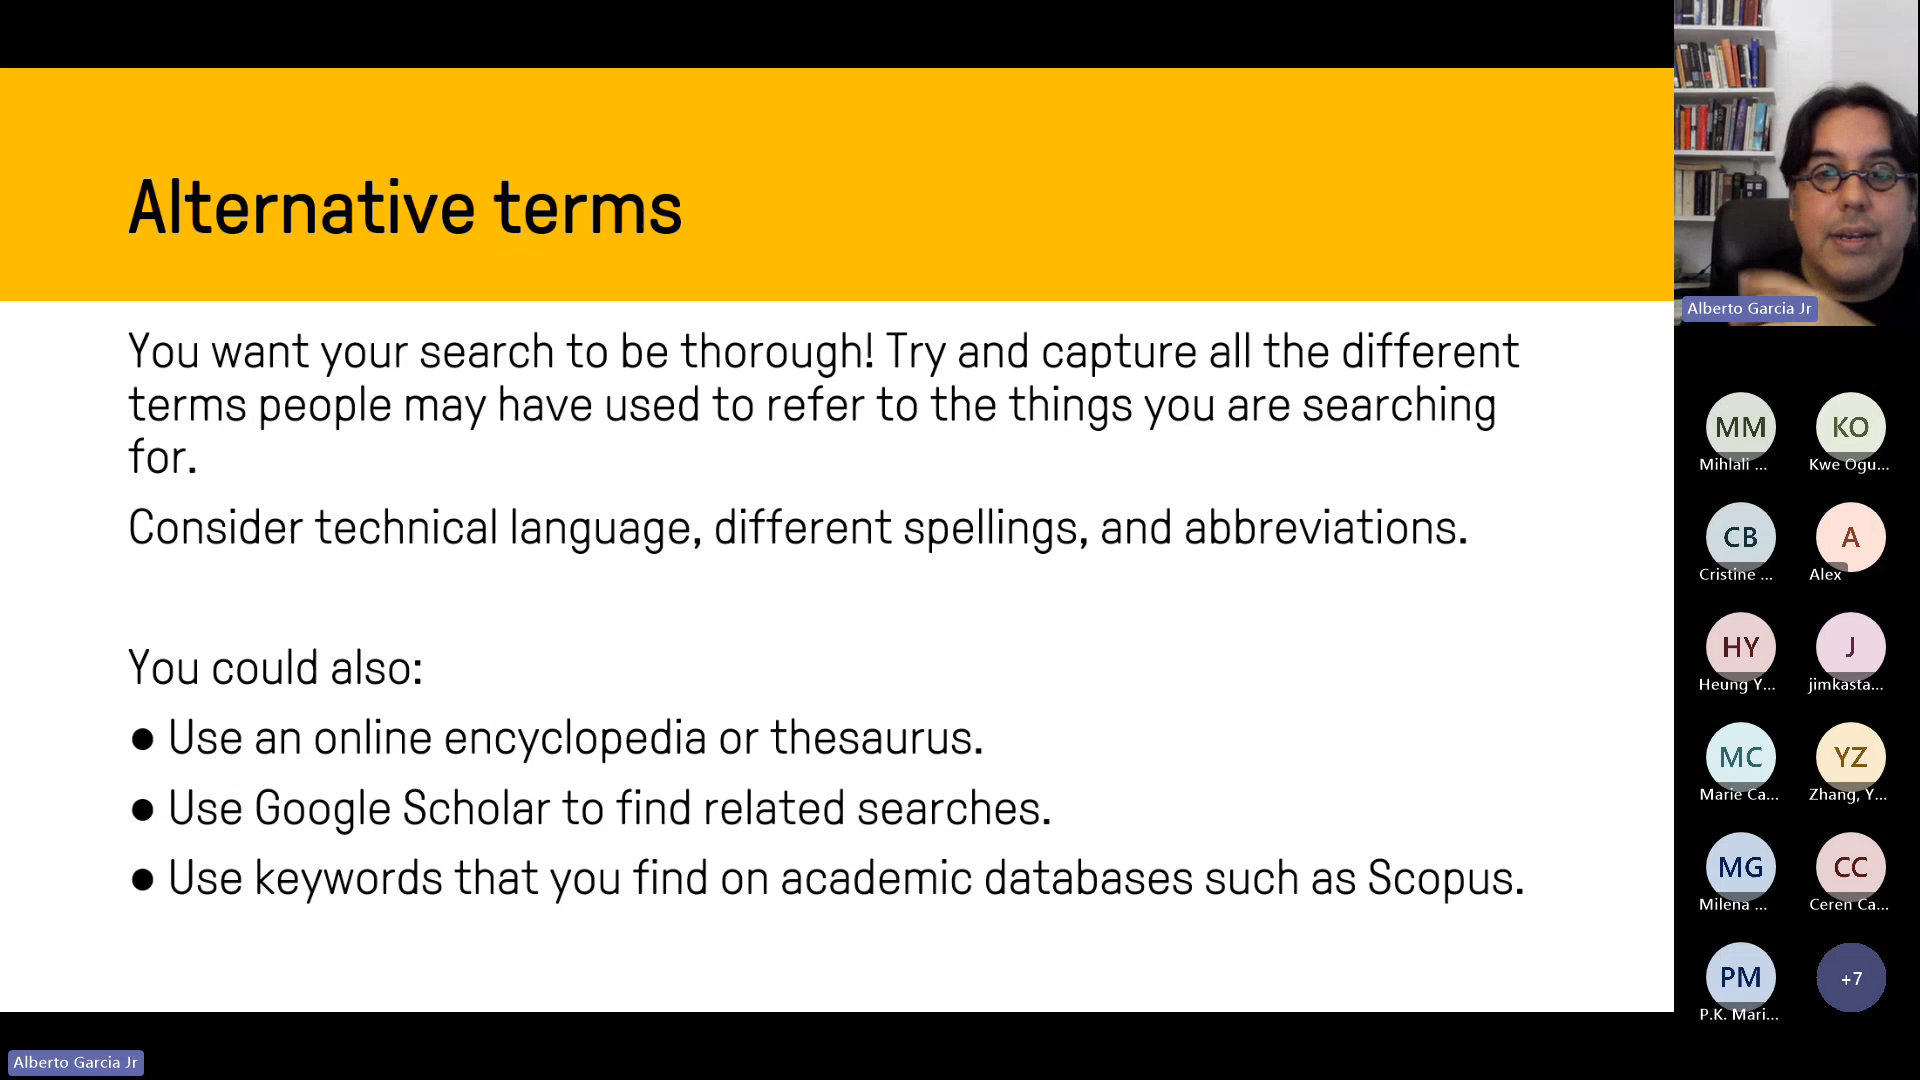 Alternative terms
You want your search to be thorough! Try and capture all the different
terms people may have used to refer to the things you are searching
for.
Consider technical language, different spellings, and abbreviations.
You could also:
● Use an online encyclopedia or thesaurus.
● Use Google Scholar to find related searches.
● Use keywords that you find on academic databases such as Scopus.
Alberto Garcia Jr
Alberto Garcia Jr
MM
Mihlali ...
KO
Kwe Ogu...
CB
Cristine ...
A
Alex
HY
Heung Y...
J
jimkasta...
MC
Marie Ca...
YZ
Zhang, Y...
MG
Milena ...
CC
Ceren Ca...
PM
P.K. Mari...
+7